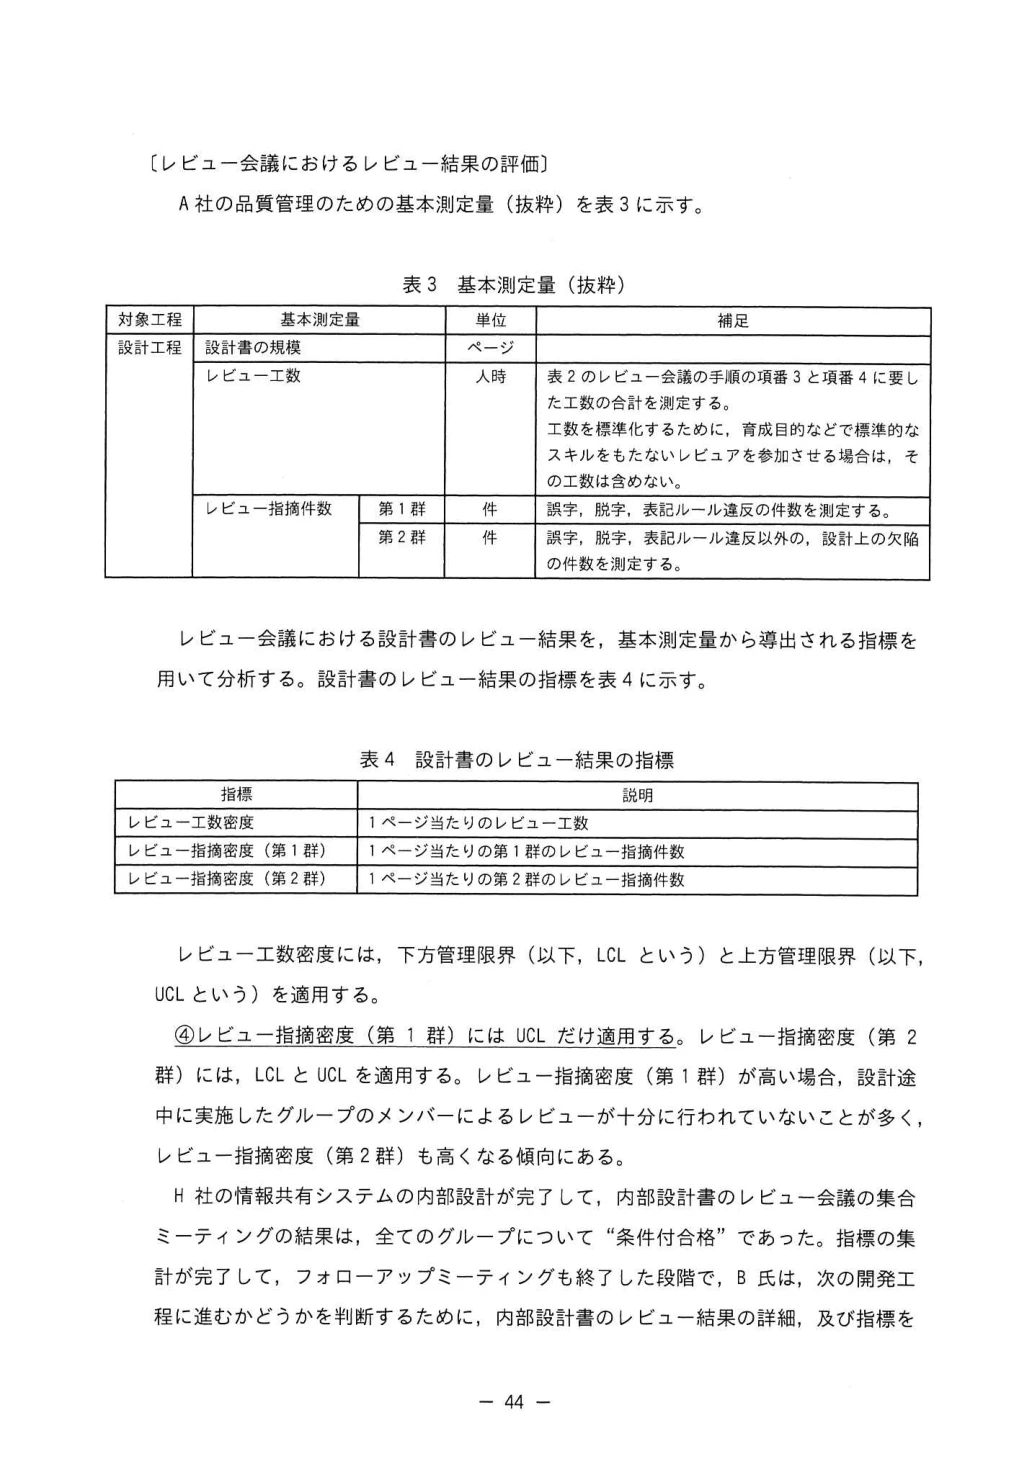 〔レビュー会議におけるレビュー結果の評価〕
A 社の品質管理のための基本測定量（抜粋）を表 3 に示す。
表 3　基本測定量（抜粋）
対象工程　基本測定量　単位　補足
設計工程　設計書の規模　ページ
レビュー工数　人時　表 2 のレビュー会議の手順の項番 3 と項番 4 に要し
た工数の合計を測定する。
工数を標準化するために，育成目的などで標準的な
スキルをもたないレビュアを参加させる場合は，そ
の工数は含めない。
レビュー指摘件数　第 1 群　件　誤字，脱字，表記ルール違反の件数を測定する。
第 2 群　件　誤字，脱字，表記ルール違反以外の，設計上の欠陥
の件数を測定する。
レビュー会議における設計書のレビュー結果を，基本測定量から導出される指標を
用いて分析する。設計書のレビュー結果の指標を表 4 に示す。
表 4　設計書のレビュー結果の指標
指標　説明
レビュー工数密度　1 ページ当たりのレビュー工数
レビュー指摘密度（第 1 群）　1 ページ当たりの第 1 群のレビュー指摘件数
レビュー指摘密度（第 2 群）　1 ページ当たりの第 2 群のレビュー指摘件数
レビュー工数密度には，下方管理限界（以下，LCL という）と上方管理限界（以下，
UCL という）を適用する。
④レビュー指摘密度（第 1 群）には UCL だけ適用する。レビュー指摘密度（第 2
群）には，LCL と UCL を適用する。レビュー指摘密度（第 1 群）が高い場合，設計途
中に実施したグループのメンバーによるレビューが十分に行われていないことが多く，
レビュー指摘密度（第 2 群）も高くなる傾向にある。
H 社の情報共有システムの内部設計が完了して，内部設計書のレビュー会議の集合
ミーティングの結果は，全てのグループについて“条件付合格”であった。指標の集
計が完了して，フォローアップミーティングも終了した段階で，B 氏は，次の開発工
程に進むかどうかを判断するために，内部設計書のレビュー結果の詳細，及び指標を
－ 44 －